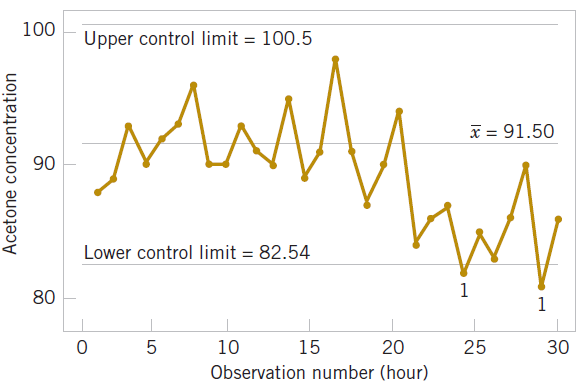 100
Upper control limit = 100.5
x̄ = 91.50
90
Acetone concentration
Lower control limit = 82.54
80
1
1
0 5 10 15 20 25 30
Observation number (hour)